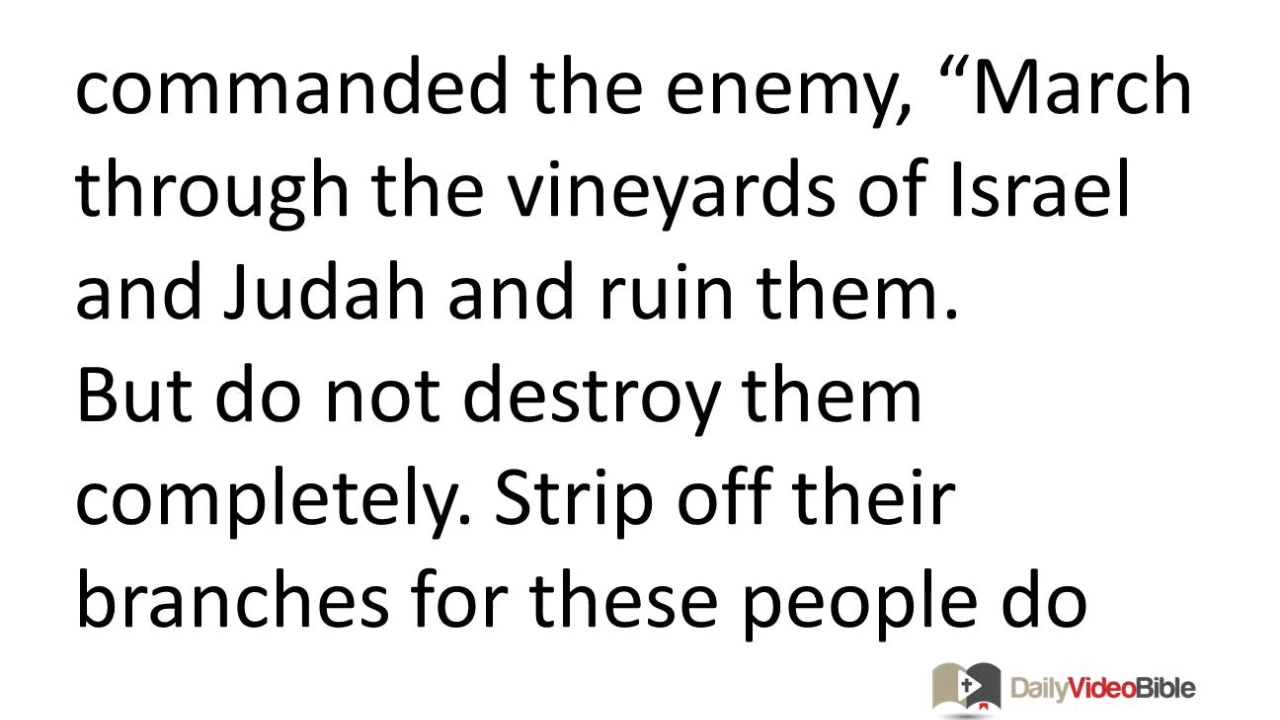 commanded the enemy, “March
through the vineyards of Israel
and Judah and ruin them.
But do not destroy them
completely. Strip off their
branches for these people do
DailyVideoBible